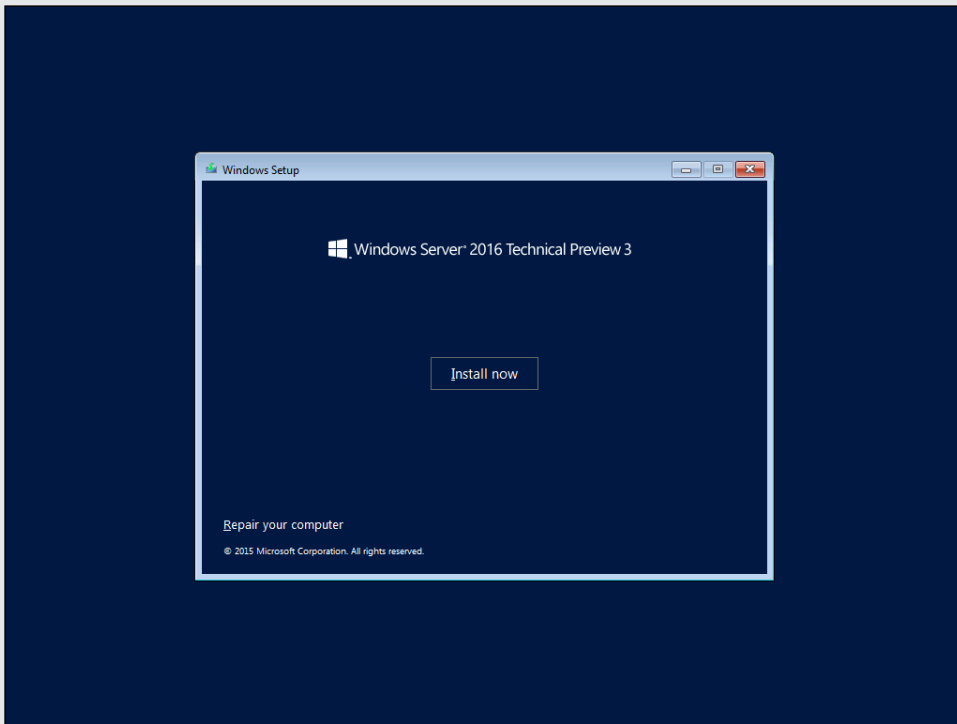 Windows Setup
Windows Server® 2016 Technical Preview 3
Install now
Repair your computer
© 2015 Microsoft Corporation. All rights reserved.